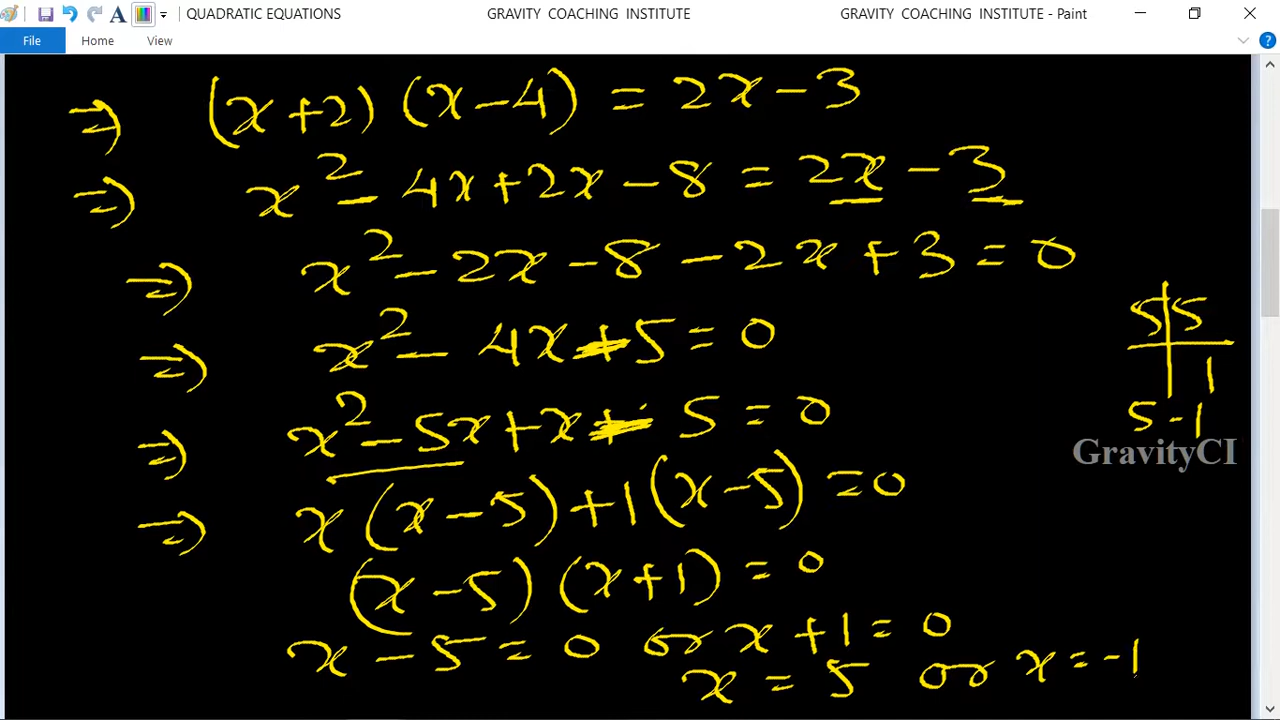 QUADRATIC EQUATIONS GRAVITY COACHING INSTITUTE GRAVITY COACHING INSTITUTE - Paint
File Home View
⇒ (x+2) (x-4) = 2x-3
⇒ x² - 4x+2x-8 = 2x-3
⇒ x² - 2x-8-2x+3=0
⇒ x² - 4x-5=0
⇒ x² - 5x+x-5=0
⇒ x(x-5)+1(x-5)=0
(x-5) (x+1)=0
x-5=0 or x+1=0
x=5 or x=-1
5|5
1
5-1
GravityCI